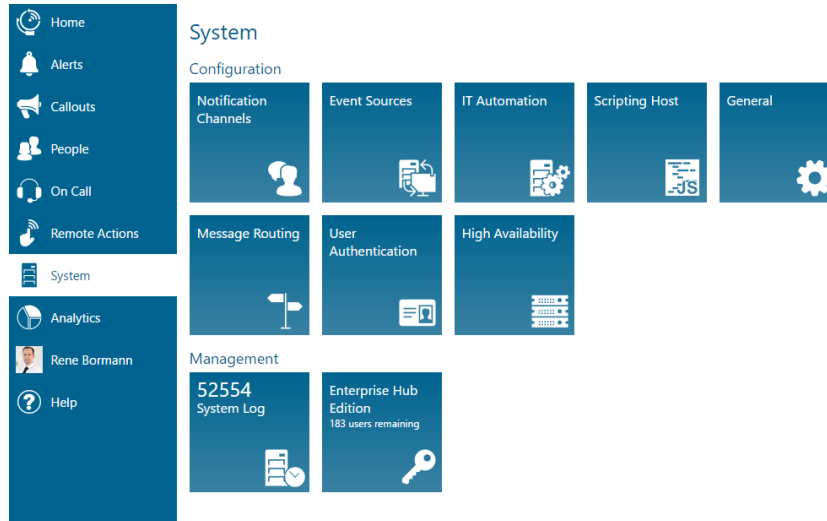 Home
Alerts
Callouts
People
On Call
Remote Actions
System
Analytics
Rene Bormann
Help
System
Configuration
Notification
Channels
Event Sources
IT Automation
Scripting Host
JS
General
Message Routing
User
Authentication
High Availability
Management
52554
System Log
Enterprise Hub
Edition
183 users remaining